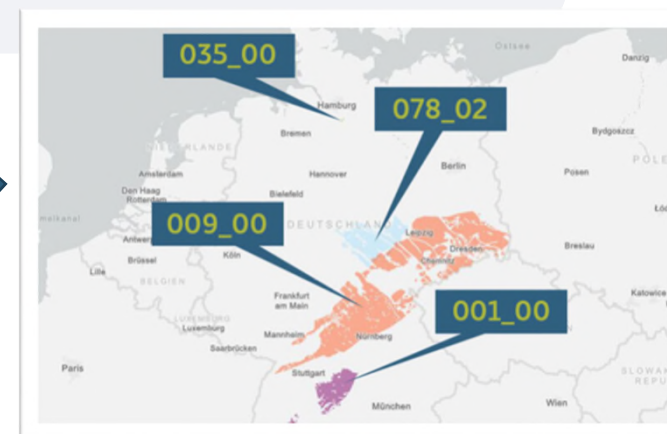 035_00
Ostsee
Danzig
Hamburg
078_02
Bremen
Bydgoszcz
Amsterdam
Hannover
Berlin
Posen
Den Haag
Rotterdam
Bielefeld
009_00
DEUTSCHLAND
Leipzig
Dresden
Chemnitz
Breslau
Brüssel
Köln
Lille
BELGIEN
Frankfurt
am Main
001_00
Katowice
LUXEMBURG
Luxemburg
Mannheim
Nürnberg
Saarbrücken
Paris
Stuttgart
München
Wien